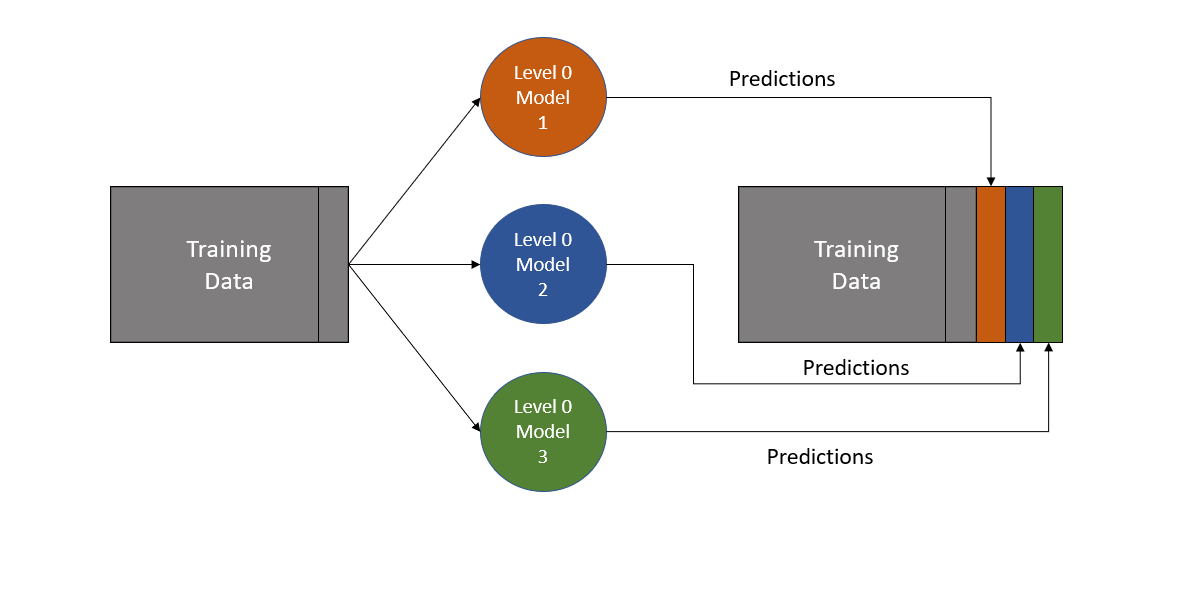 Level 0
Model
1
Predictions
Training
Data
Level 0
Model
2
Training
Data
Predictions
Level 0
Model
3
Predictions